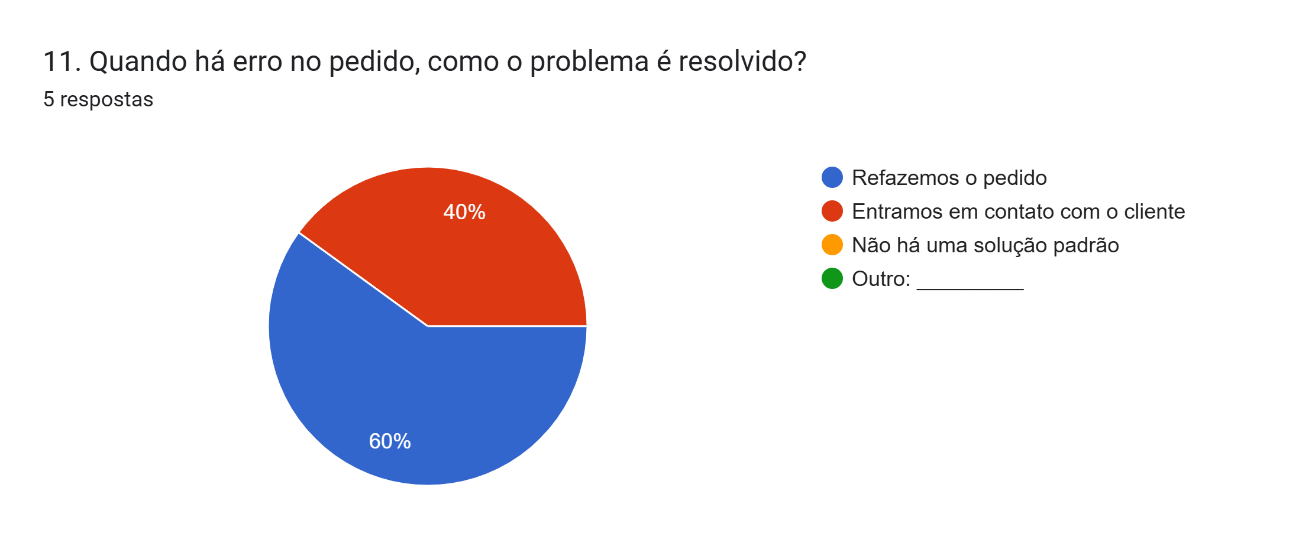 11. Quando há erro no pedido, como o problema é resolvido?
5 respostas
40%
60%
Refazemos o pedido
Entramos em contato com o cliente
Não há uma solução padrão
Outro: _________